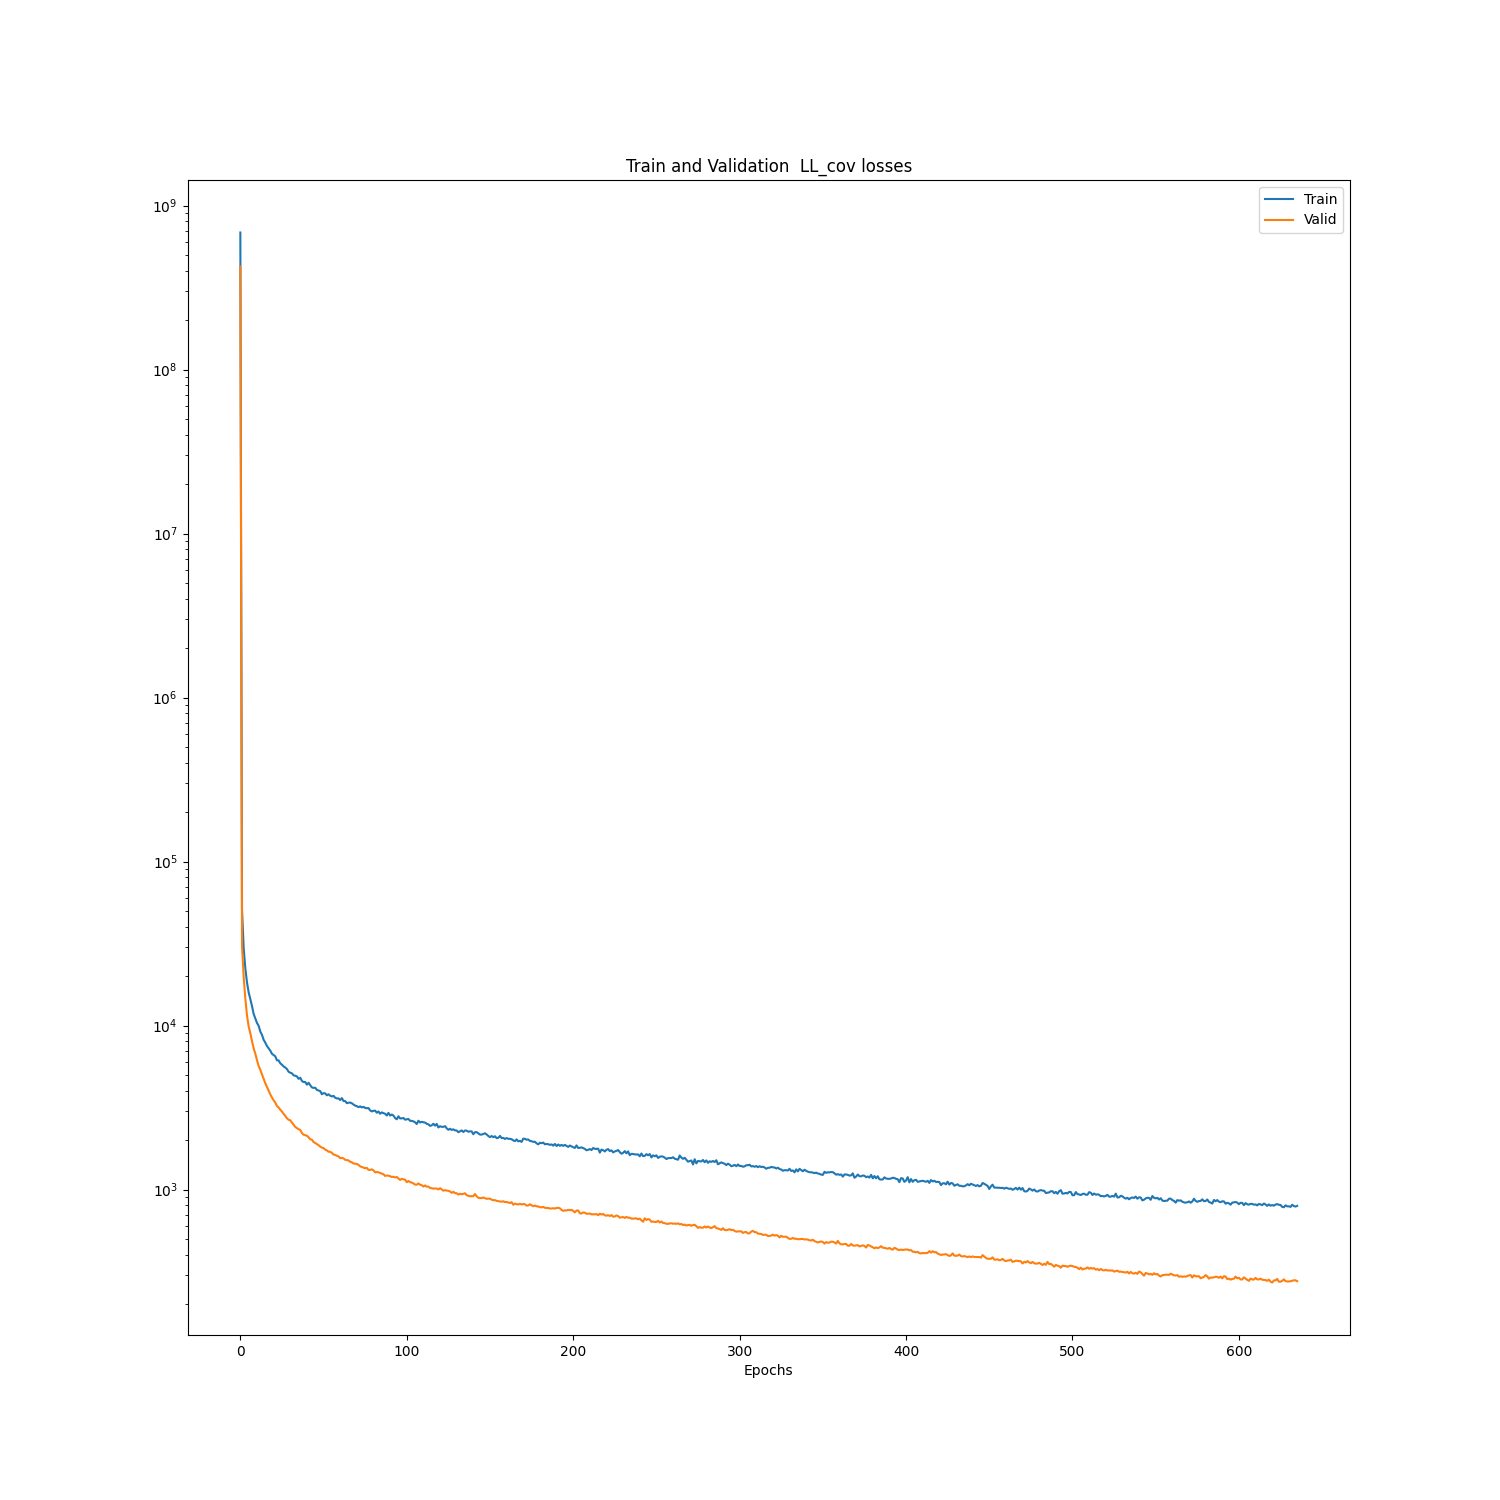 Train and Validation  LL_cov losses
Train
Valid
10⁹
10⁸
10⁷
10⁶
10⁵
10⁴
10³
0 100 200 300 400 500 600
Epochs